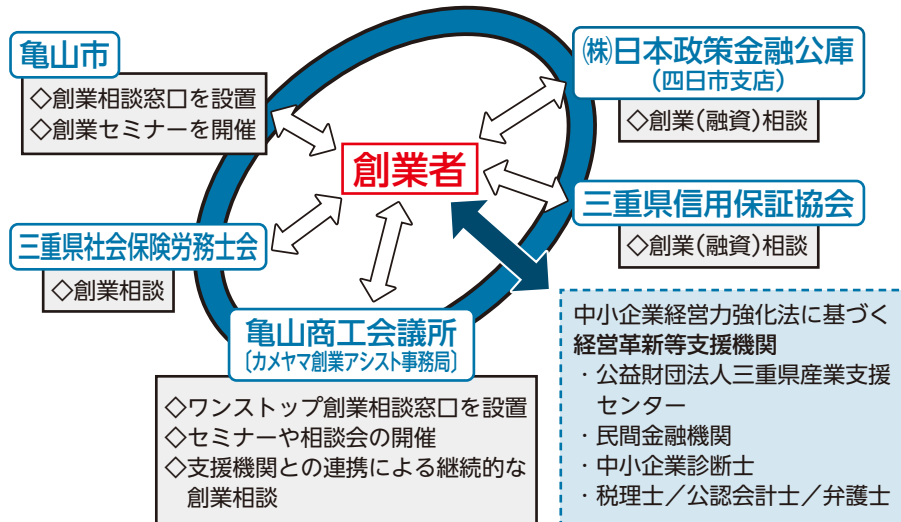 亀山市
◇創業相談窓口を設置
◇創業セミナーを開催
㈱日本政策金融公庫
（四日市支店）
◇創業（融資）相談
創業者
三重県信用保証協会
◇創業（融資）相談
三重県社会保険労務士会
◇創業相談
亀山商工会議所
〔カメヤマ創業アシスト事務局〕
◇ワンストップ創業相談窓口を設置
◇セミナーや相談会の開催
◇支援機関との連携による継続的な
創業相談
中小企業経営力強化法に基づく
経営革新等支援機関
・公益財団法人三重県産業支援
センター
・民間金融機関
・中小企業診断士
・税理士／公認会計士／弁護士